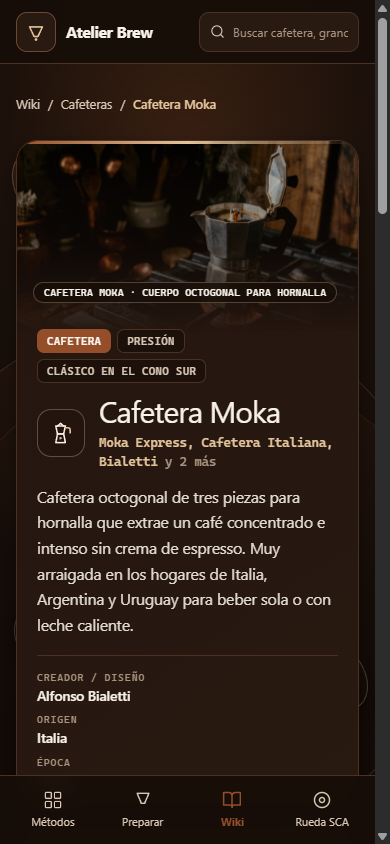 Atelier Brew
Buscar cafetera, granc
Wiki / Cafeteras / Cafetera Moka
CAFETERA MOKA · CUERPO OCTOGONAL PARA HORNALLA
CAFETERA
PRESIÓN
CLÁSICO EN EL CONO SUR
Cafetera Moka
Moka Express, Cafetera Italiana,
Bialetti y 2 más
Cafetera octogonal de tres piezas para
hornalla que extrae un café concentrado e
intenso sin crema de espresso. Muy
arraigada en los hogares de Italia,
Argentina y Uruguay para beber sola o con
leche caliente.
CREADOR / DISEÑO
Alfonso Bialetti
ORIGEN
Italia
ÉPOCA
Métodos
Preparar
Wiki
Rueda SCA